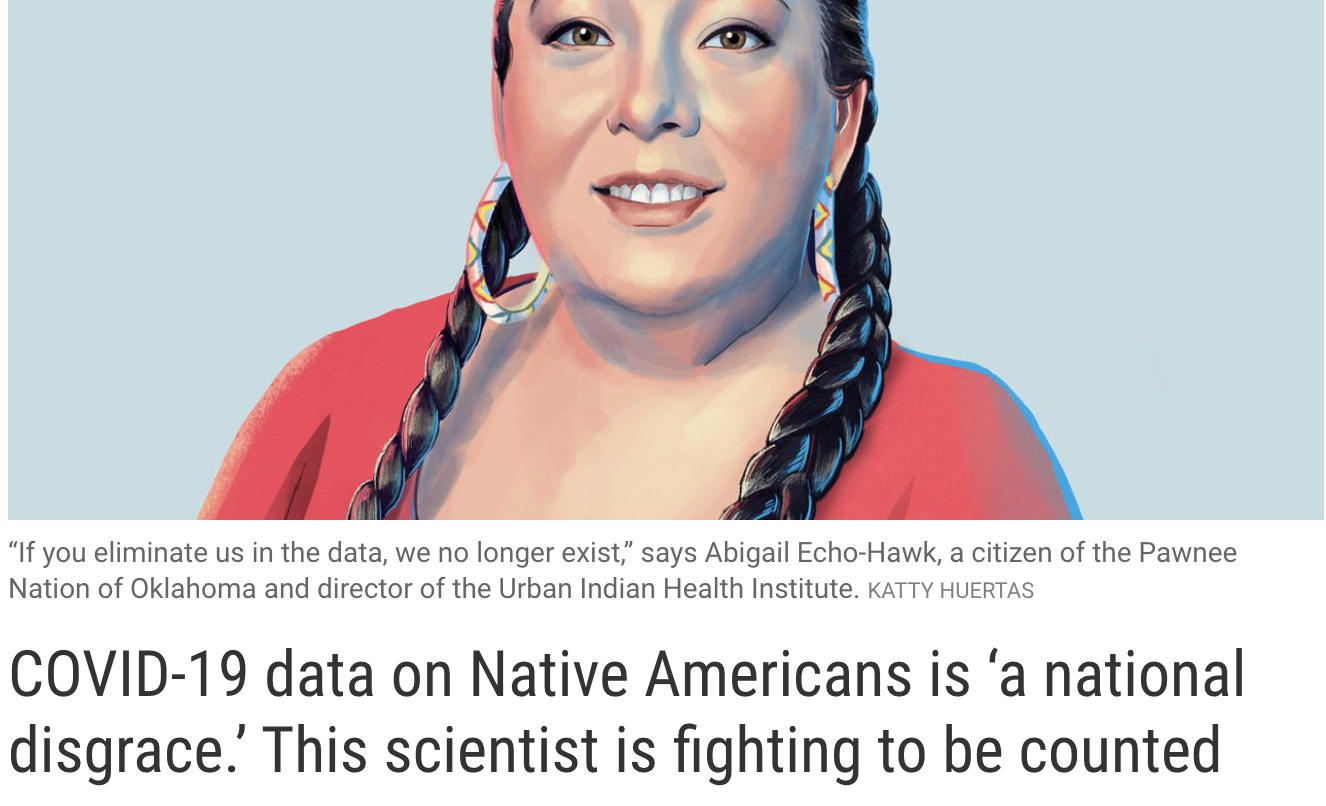 “If you eliminate us in the data, we no longer exist,” says Abigail Echo-Hawk, a citizen of the Pawnee
Nation of Oklahoma and director of the Urban Indian Health Institute. KATTY HUERTAS
COVID-19 data on Native Americans is ‘a national
disgrace.’ This scientist is fighting to be counted